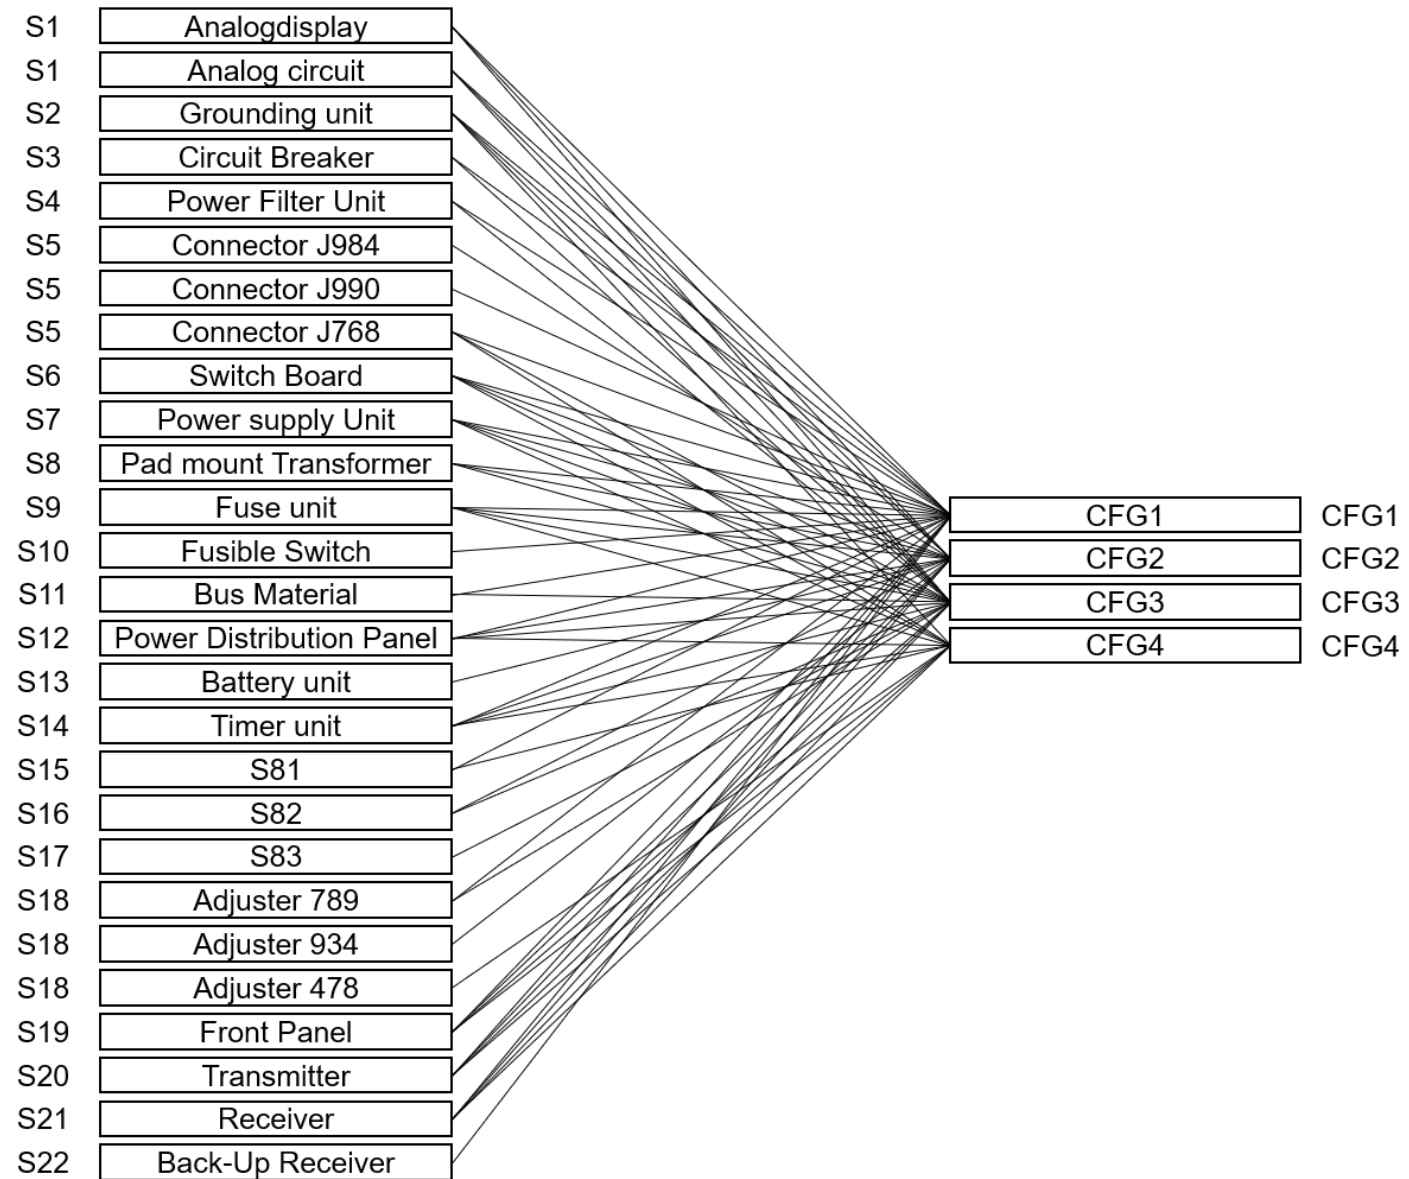 S1 Analogdisplay
S1 Analog circuit
S2 Grounding unit
S3 Circuit Breaker
S4 Power Filter Unit
S5 Connector J984
S5 Connector J990
S5 Connector J768
S6 Switch Board
S7 Power supply Unit
S8 Pad mount Transformer
S9 Fuse unit
S10 Fusible Switch
S11 Bus Material
S12 Power Distribution Panel
S13 Battery unit
S14 Timer unit
S15 S81
S16 S82
S17 S83
S18 Adjuster 789
S18 Adjuster 934
S18 Adjuster 478
S19 Front Panel
S20 Transmitter
S21 Receiver
S22 Back-Up Receiver
CFG1 CFG1
CFG2 CFG2
CFG3 CFG3
CFG4 CFG4